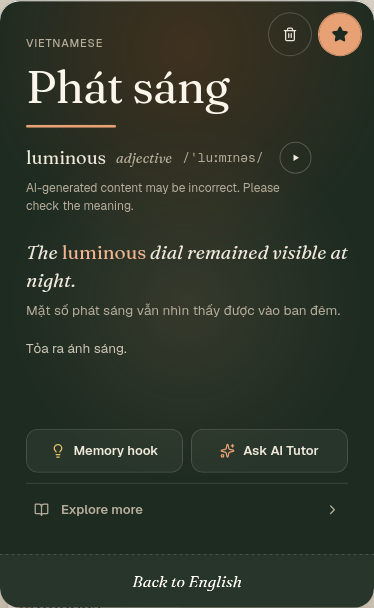 VIETNAMESE
Phát sáng
luminous adjective /ˈluːmɪnəs/
AI-generated content may be incorrect. Please
check the meaning.
The luminous dial remained visible at
night.
Mặt số phát sáng vẫn nhìn thấy được vào ban đêm.
Tỏa ra ánh sáng.
Memory hook
Ask AI Tutor
Explore more
Back to English